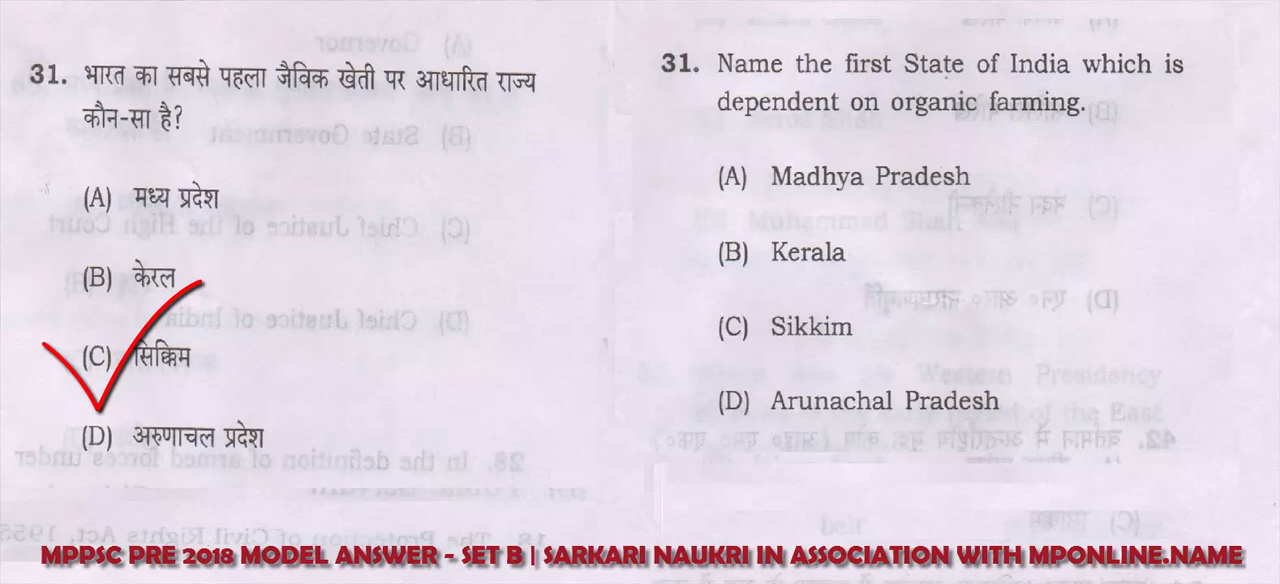 31. भारत का सबसे पहला जैविक खेती पर आधारित राज्य
कौन-सा है?
(A) मध्य प्रदेश
(B) केरल
(C) सिक्किम
(D) अरुणाचल प्रदेश
31. Name the first State of India which is
dependent on organic farming.
(A) Madhya Pradesh
(B) Kerala
(C) Sikkim
(D) Arunachal Pradesh
MPPSC PRE 2018 MODEL ANSWER - SET B | SARKARI NAUKRI IN ASSOCIATION WITH MPONLINE.NAME